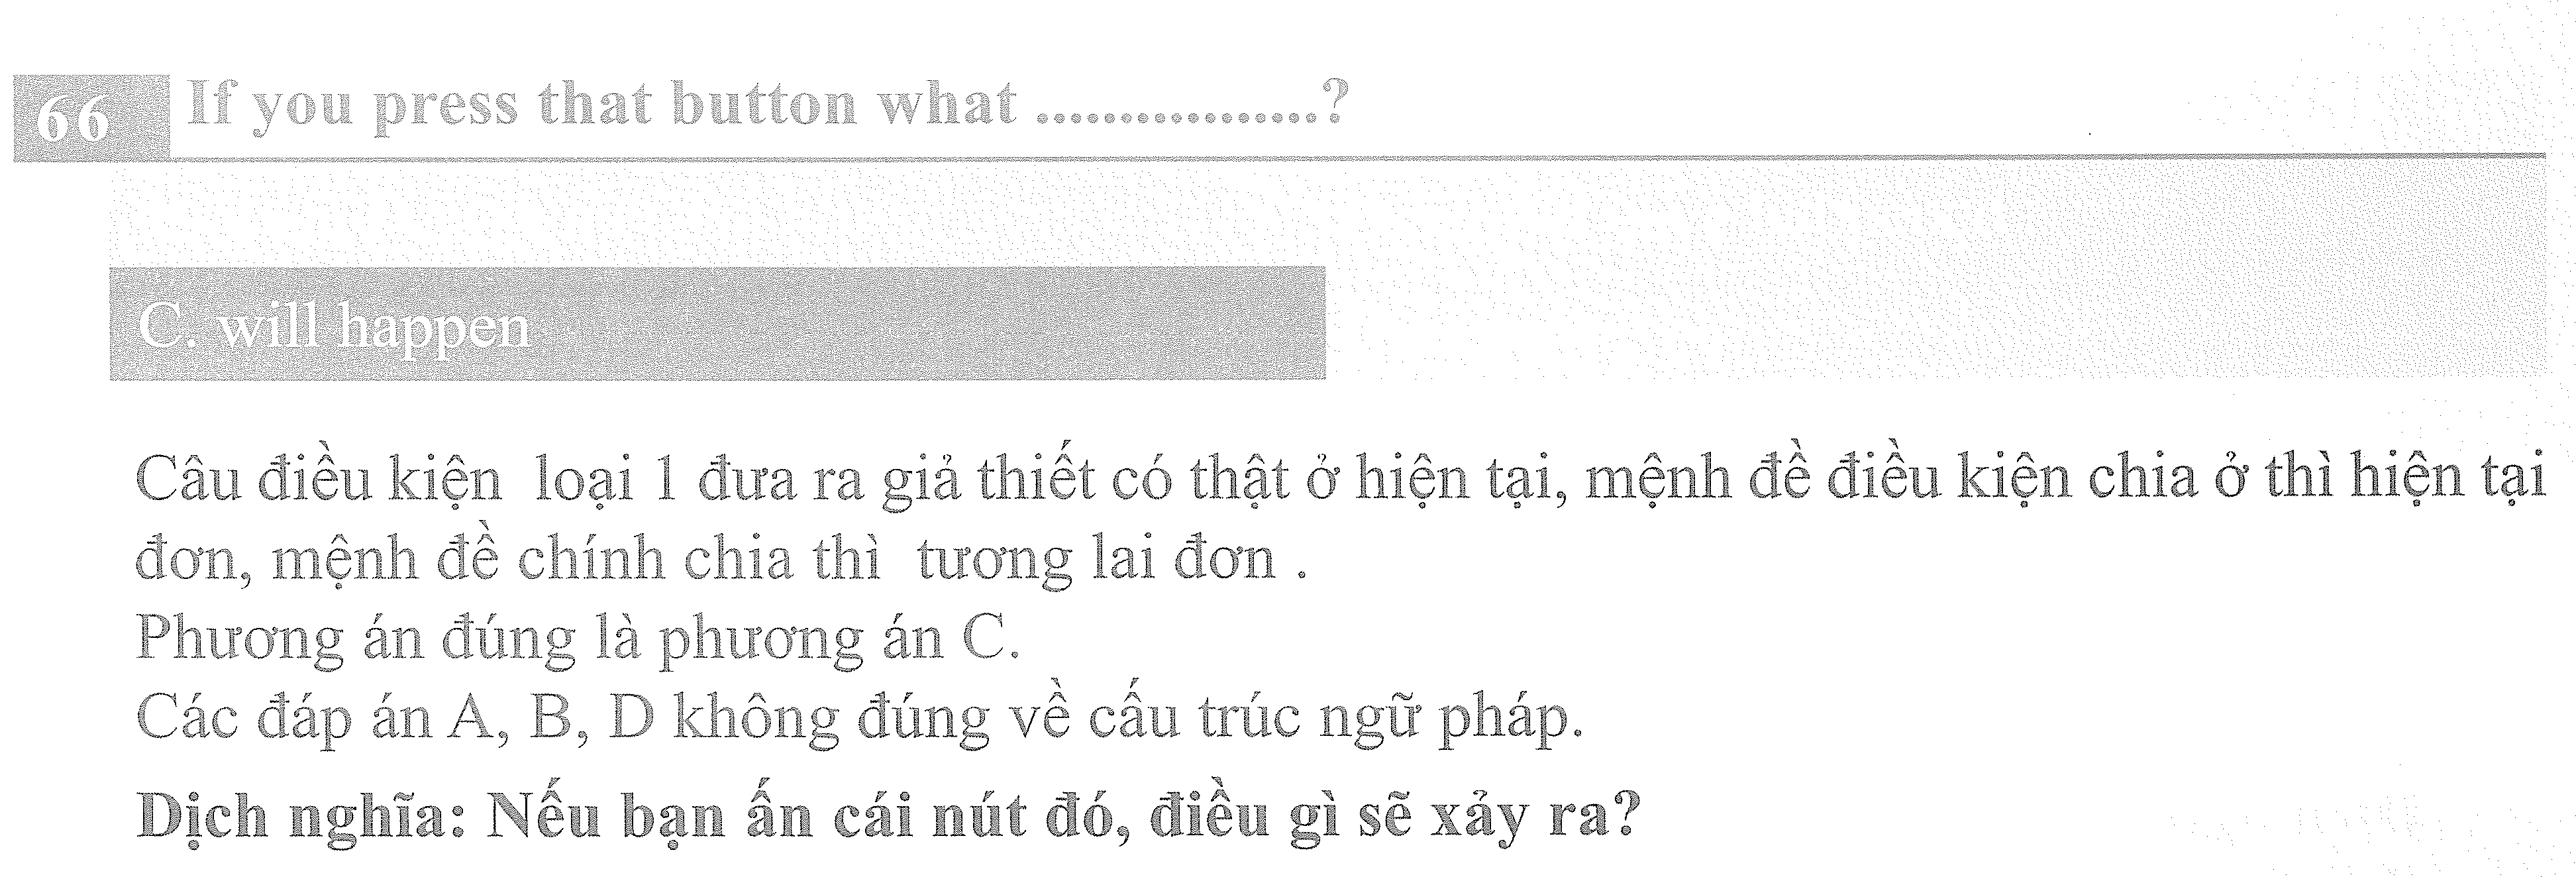 66 If you press that button what .................?
C. will happen
Câu điều kiện loại 1 đưa ra giả thiết có thật ở hiện tại, mệnh đề điều kiện chia ở thì hiện tại
đơn, mệnh đề chính chia thì tương lai đơn .
Phương án đúng là phương án C.
Các đáp án A, B, D không đúng về cấu trúc ngữ pháp.
Dịch nghĩa: Nếu bạn ấn cái nút đó, điều gì sẽ xảy ra?